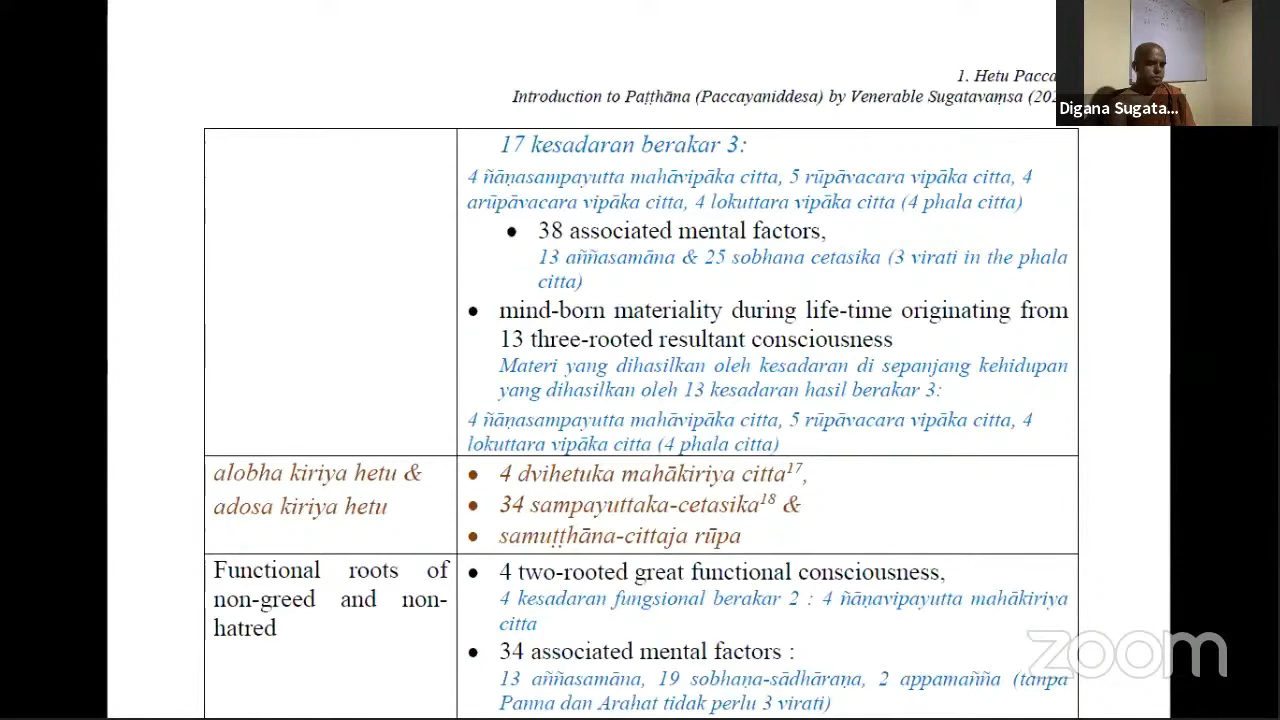 1. Hetu Pacca
Introduction to Paṭṭhāna (Paccayaniddesa) by Venerable Sugatavaṃsa (20
Digana Sugata...
17 kesadaran berakar 3:
4 ñāṇasampayutta mahāvipāka citta, 5 rūpāvacara vipāka citta, 4
arūpāvacara vipāka citta, 4 lokuttara vipāka citta (4 phala citta)
• 38 associated mental factors,
13 aññasamāna & 25 sobhana cetasika (3 virati in the phala
citta)
• mind-born materiality during life-time originating from
13 three-rooted resultant consciousness
Materi yang dihasilkan oleh kesadaran di sepanjang kehidupan
yang dihasilkan oleh 13 kesadaran hasil berakar 3:
4 ñāṇasampayutta mahāvipāka citta, 5 rūpāvacara vipāka citta, 4
lokuttara vipāka citta (4 phala citta)
alobha kiriya hetu &
adosa kiriya hetu
• 4 dvihetuka mahākiriya citta17,
• 34 sampayuttaka-cetasika18 &
• samuṭṭhāna-cittaja rūpa
Functional roots of
non-greed and non-
hatred
• 4 two-rooted great functional consciousness,
4 kesadaran fungsional berakar 2 : 4 ñāṇavipayutta mahākiriya
citta
• 34 associated mental factors :
13 aññasamāna, 19 sobhaṇa-sādhāraṇa, 2 appamañña (tanpa
Panna dan Arahat tidak perlu 3 virati)
zoom